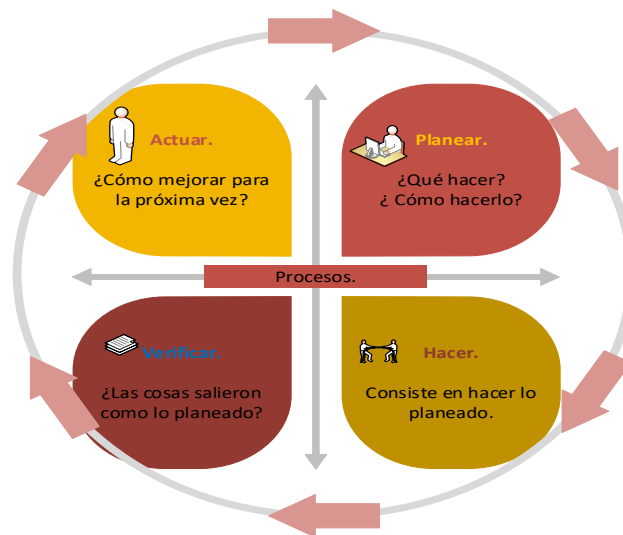 Actuar.
¿Cómo mejorar para
la próxima vez?
Planear.
¿Qué hacer?
¿ Cómo hacerlo?
Procesos.
Verificar.
¿Las cosas salieron
como lo planeado?
Hacer.
Consiste en hacer lo
planeado.